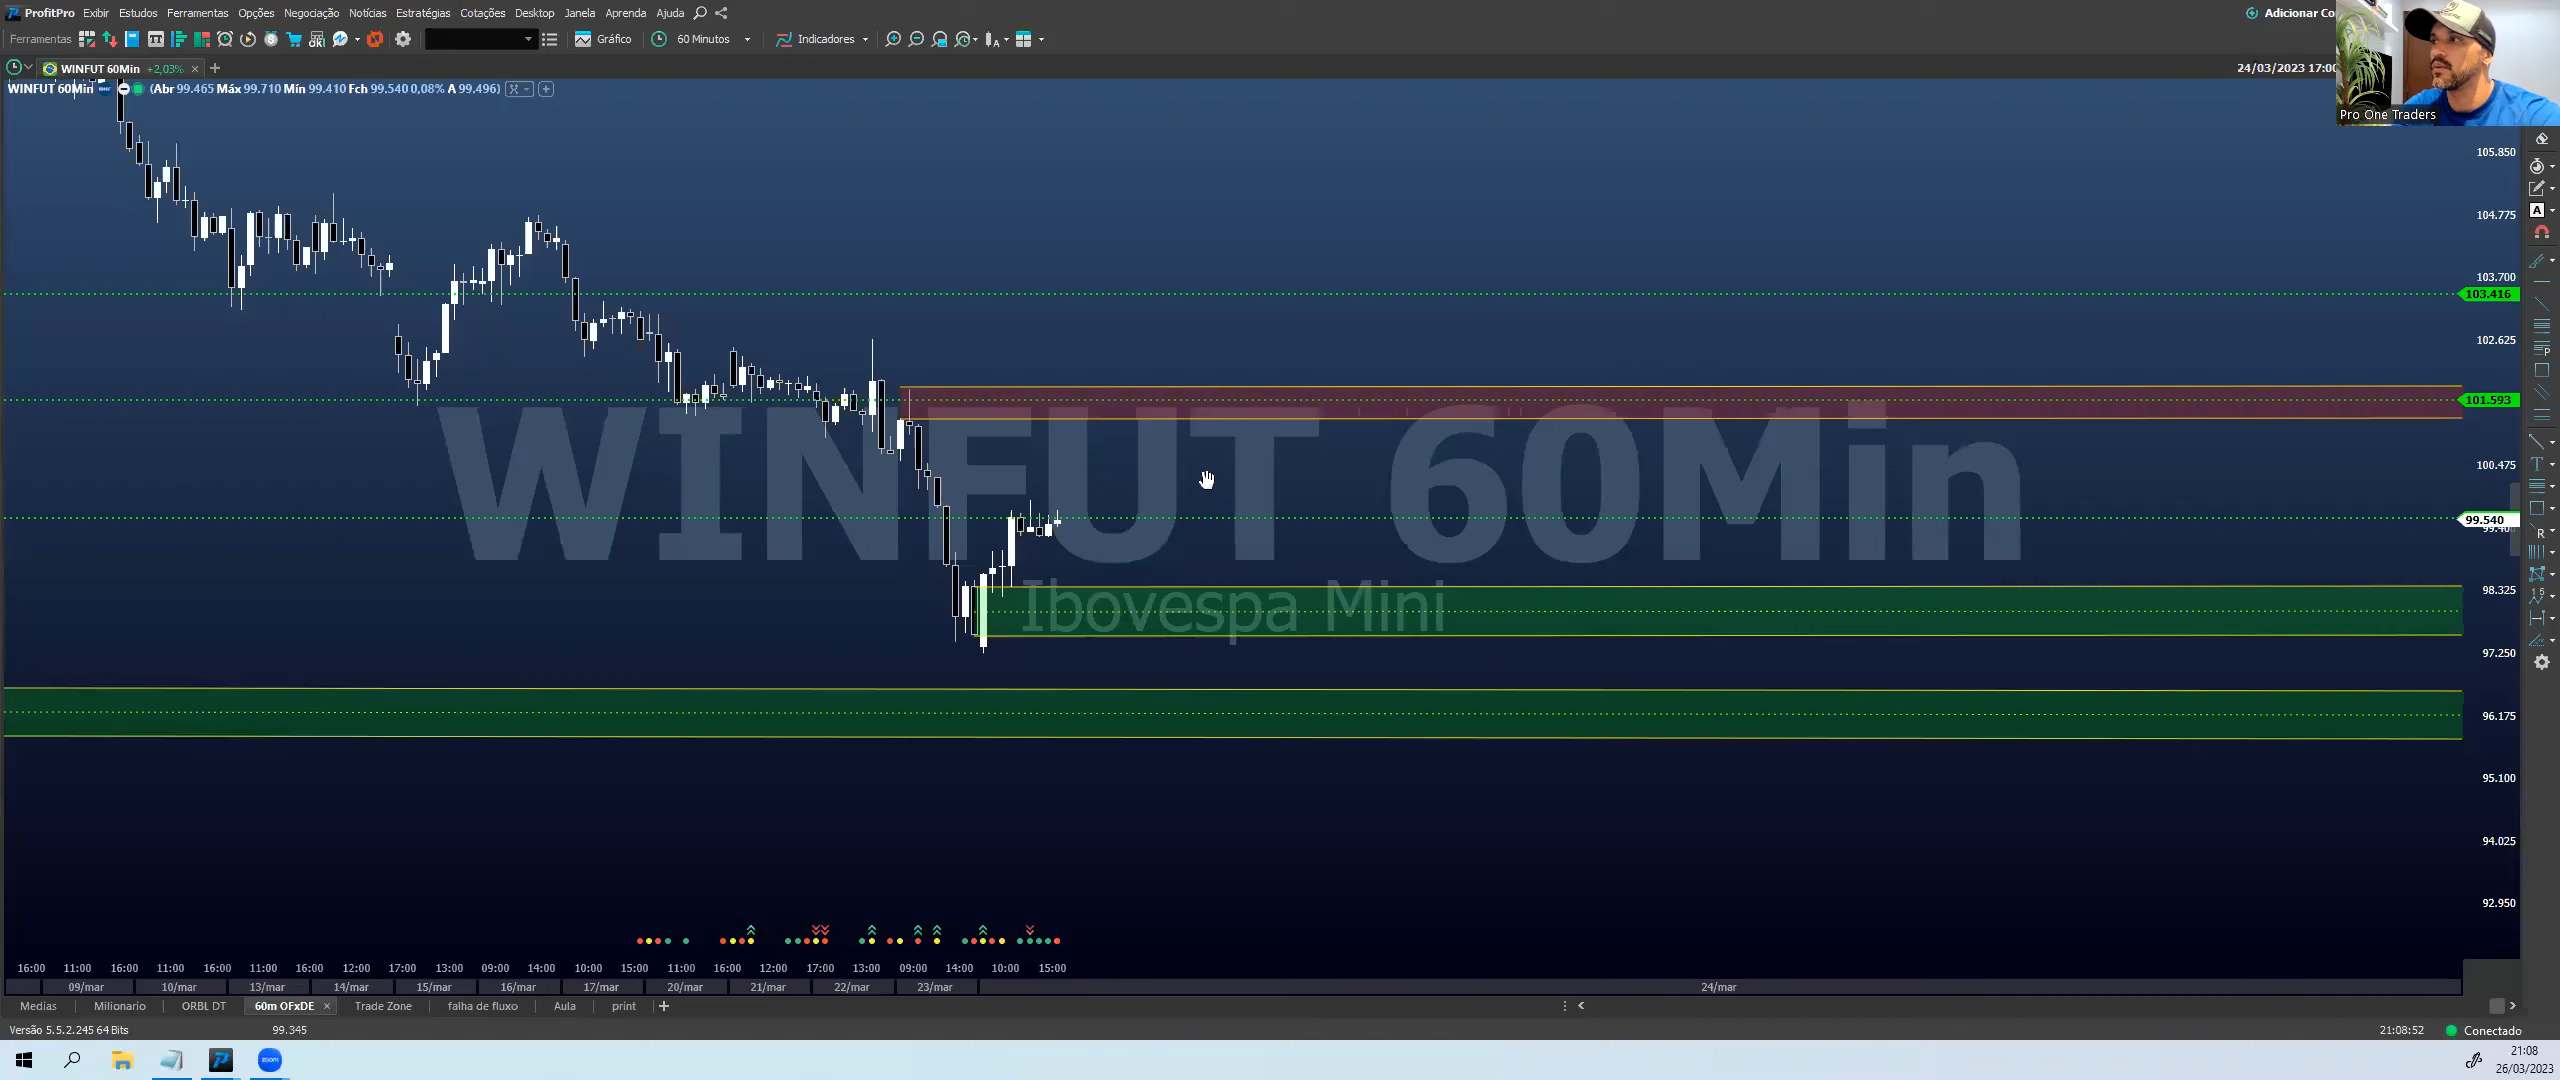 ProfitPro Exibir Estudos Ferramentas Opções Negociação Notícias Estratégias Cotações Desktop Janela Aprenda Ajuda
Adicionar Co
Ferramentas Gráfico 60 Minutos Indicadores
WINFUT 60Min +2,03%
24/03/2023 17:00
WINFUT 60Min (Abr 99.465 Máx 99.710 Mín 99.410 Fch 99.540 0,08% A 99.496)
Pro One Traders
105.850
104.775
103.700
103.416
102.625
101.593
100.475
99.540
98.325
97.250
96.175
95.100
94.025
92.950
WINFUT 60Min
Ibovespa Mini
16:00 11:00 16:00 11:00 16:00 11:00 16:00 12:00 17:00 13:00 09:00 14:00 10:00 15:00 11:00 16:00 12:00 17:00 13:00 09:00 14:00 10:00 15:00
09/mar 10/mar 13/mar 14/mar 15/mar 16/mar 17/mar 20/mar 21/mar 22/mar 23/mar 24/mar
Medias Milionario ORBL DT 60m OFxDE Trade Zone falha de fluxo Aula print
Versão 5.5.2.245 64 Bits 99.345 21:08:52 Conectado
zoom
21:08
26/03/2023